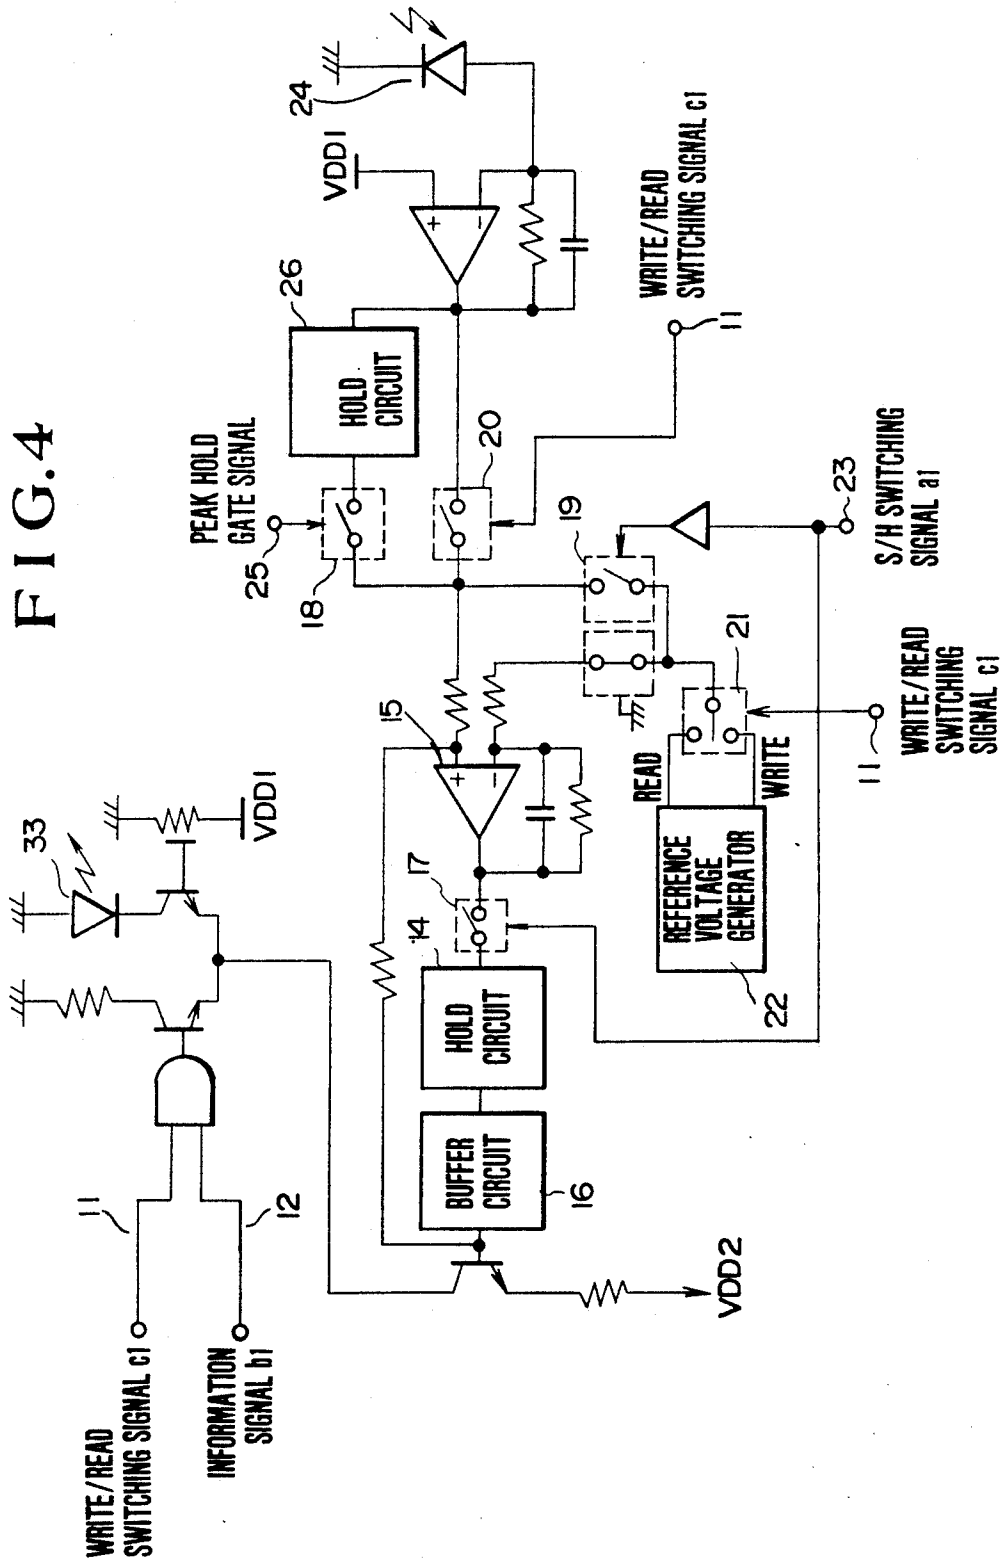 FIG.4
WRITE/READ
SWITCHING SIGNAL c1
11
INFORMATION
SIGNAL b1
12
33
VDD1
PEAK HOLD
GATE SIGNAL
25
18
26
HOLD
CIRCUIT
VDD1
24
20
WRITE/READ
SWITCHING SIGNAL c1
11
15
17
14
HOLD
CIRCUIT
BUFFER
CIRCUIT
16
VDD2
19
21
READ
WRITE
REFERENCE
VOLTAGE
GENERATOR
22
11
WRITE/READ
SWITCHING
SIGNAL c1
23
S/H SWITCHING
SIGNAL a1
+
−
+
−